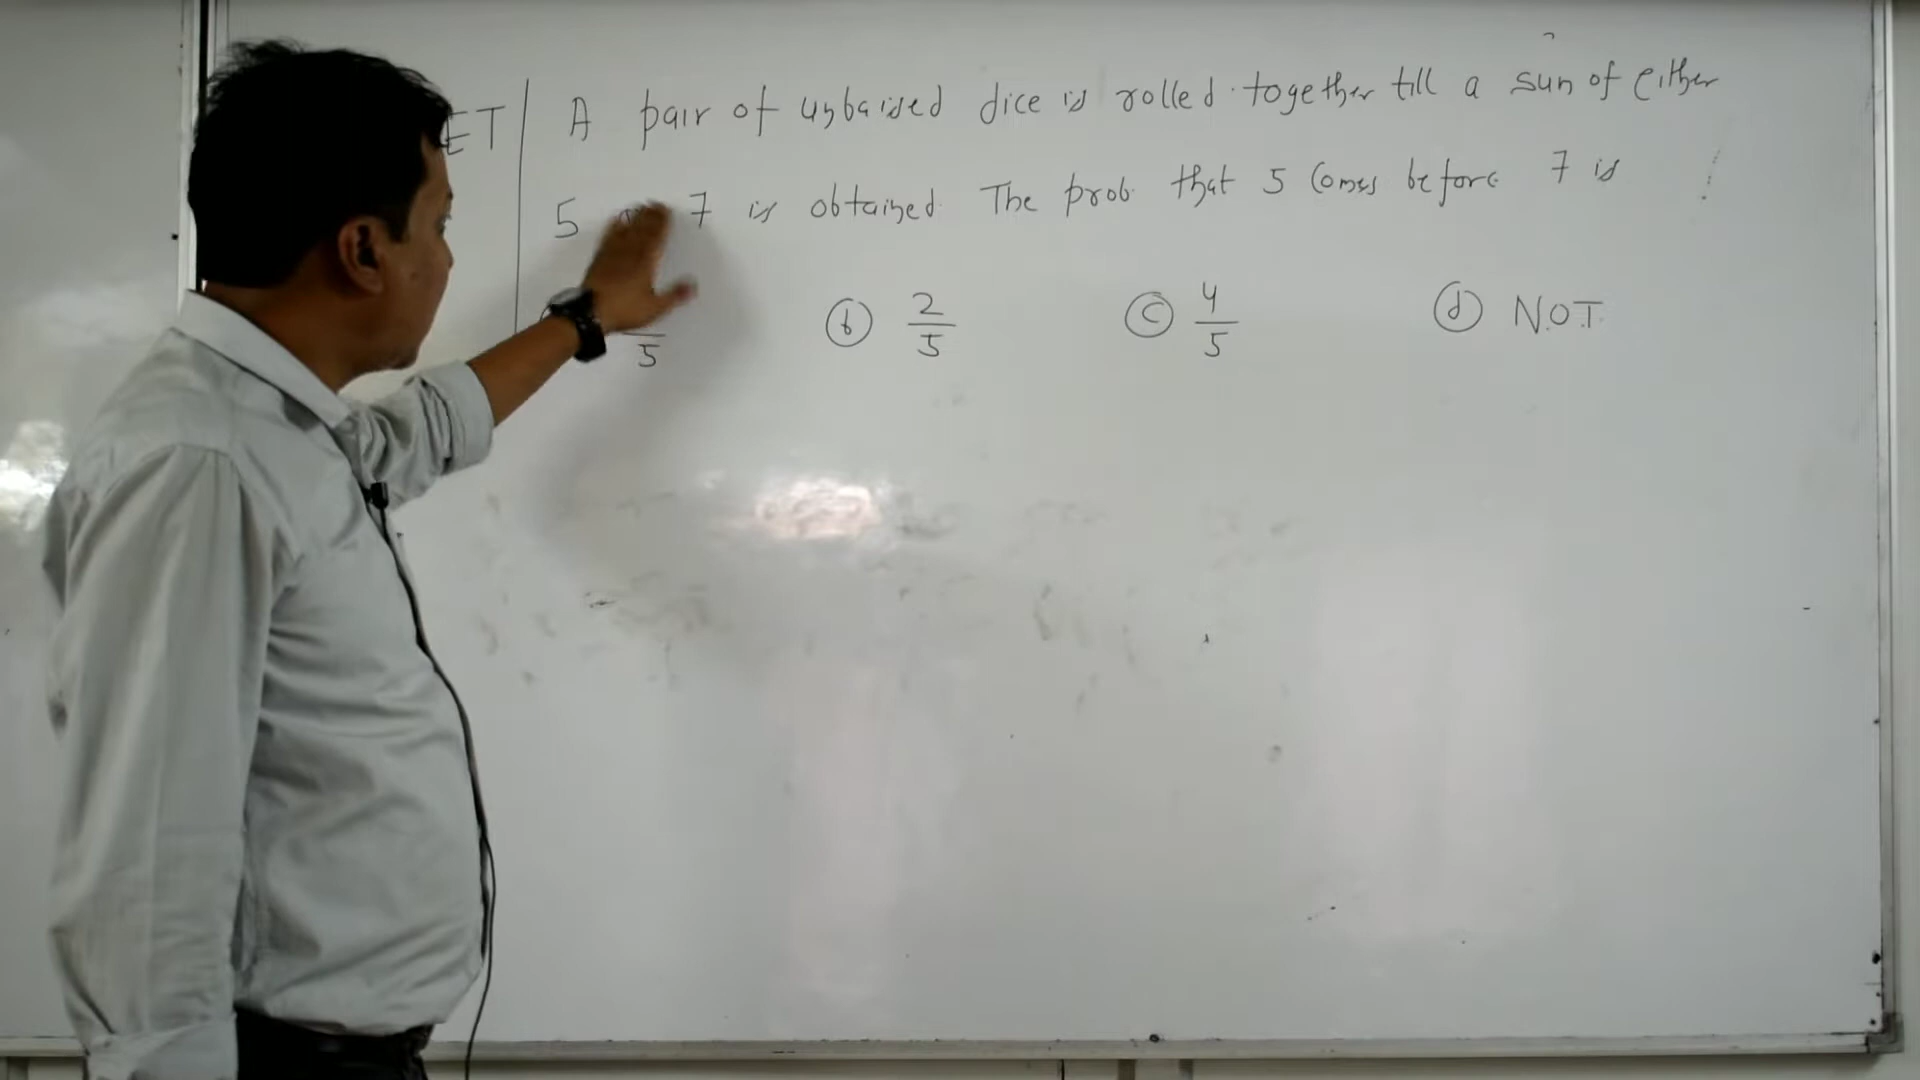 ET A pair of unbaised dice is rolled together till a sum of either
5 7 is obtained. The prob. that 5 Comes before 7 is
5 (b) 2/5 (c) 4/5 (d) N.O.T.